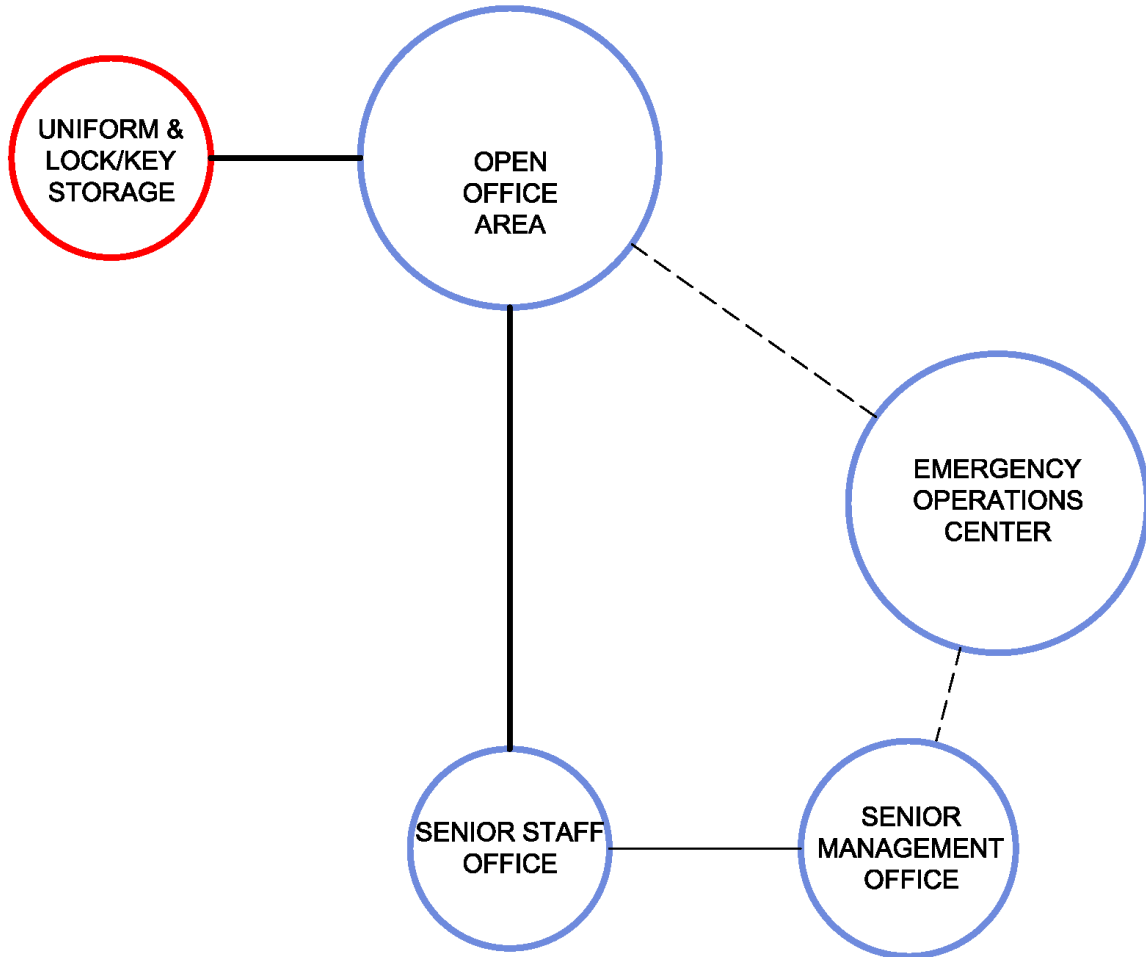 UNIFORM &
LOCK/KEY
STORAGE
OPEN
OFFICE
AREA
EMERGENCY
OPERATIONS
CENTER
SENIOR STAFF
OFFICE
SENIOR
MANAGEMENT
OFFICE